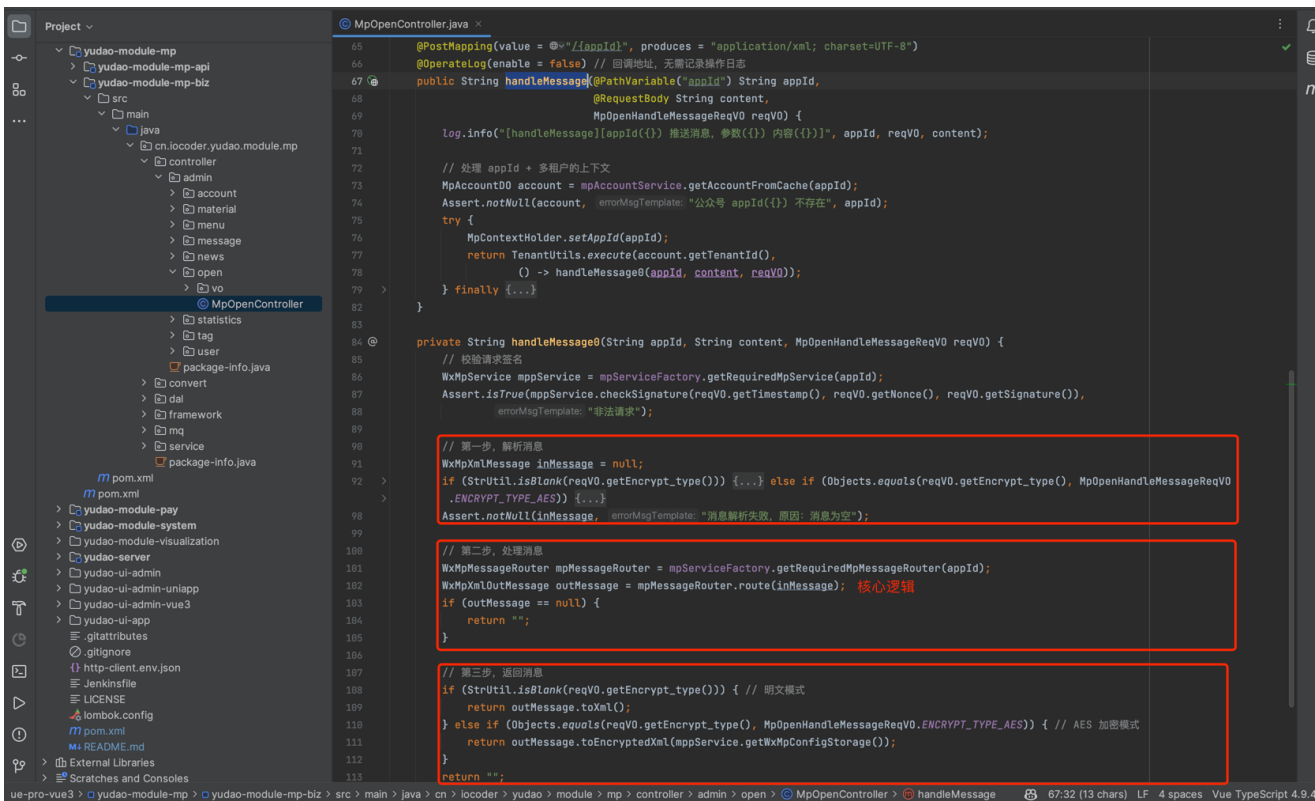 Project
MpOpenController.java
yudao-module-mp
yudao-module-mp-api
yudao-module-mp-biz
src
main
java
cn.iocoder.yudao.module.mp
controller
admin
account
material
menu
message
news
open
vo
MpOpenController
statistics
tag
user
package-info.java
convert
dal
framework
mq
service
package-info.java
pom.xml
pom.xml
yudao-module-pay
yudao-module-system
yudao-module-visualization
yudao-server
yudao-ui-admin
yudao-ui-admin-uniapp
yudao-ui-admin-vue3
yudao-ui-app
.gitattributes
.gitignore
http-client.env.json
Jenkinsfile
LICENSE
lombok.config
pom.xml
README.md
External Libraries
Scratches and Consoles
65 @PostMapping(value = "/{appId}", produces = "application/xml; charset=UTF-8")
66 @OperateLog(enable = false) // 回调地址，无需记录操作日志
67 public String handleMessage(@PathVariable("appId") String appId,
68 @RequestBody String content,
69 MpOpenHandleMessageReqVO reqVO) {
70 log.info("[handleMessage][appId({}) 推送消息，参数({}) 内容({})]", appId, reqVO, content);
71
72 // 处理 appId + 多租户的上下文
73 MpAccountDO account = mpAccountService.getAccountFromCache(appId);
74 Assert.notNull(account, errorMsgTemplate: "公众号 appId({}) 不存在", appId);
75 try {
76 MpContextHolder.setAppId(appId);
77 return TenantUtils.execute(account.getTenantId(),
78 () -> handleMessage0(appId, content, reqVO));
79 } finally {...}
82 }
83
84 private String handleMessage0(String appId, String content, MpOpenHandleMessageReqVO reqVO) {
85 // 校验请求签名
86 WxMpService mppService = mpServiceFactory.getRequiredMpService(appId);
87 Assert.isTrue(mppService.checkSignature(reqVO.getTimestamp(), reqVO.getNonce(), reqVO.getSignature()),
88 errorMsgTemplate: "非法请求");
89
90 // 第一步，解析消息
91 WxMpXmlMessage inMessage = null;
92 if (StrUtil.isBlank(reqVO.getEncrypt_type())) {...} else if (Objects.equals(reqVO.getEncrypt_type(), MpOpenHandleMessageReqVO
.ENCRYPT_TYPE_AES)) {...}
98 Assert.notNull(inMessage, errorMsgTemplate: "消息解析失败，原因：消息为空");
99
100 // 第二步，处理消息
101 WxMpMessageRouter mpMessageRouter = mpServiceFactory.getRequiredMpMessageRouter(appId);
102 WxMpXmlOutMessage outMessage = mpMessageRouter.route(inMessage); 核心逻辑
103 if (outMessage == null) {
104 return "";
105 }
106
107 // 第三步，返回消息
108 if (StrUtil.isBlank(reqVO.getEncrypt_type())) { // 明文模式
109 return outMessage.toXml();
110 } else if (Objects.equals(reqVO.getEncrypt_type(), MpOpenHandleMessageReqVO.ENCRYPT_TYPE_AES)) { // AES 加密模式
111 return outMessage.toEncryptedXml(mppService.getWxMpConfigStorage());
112 }
113 return "";
ue-pro-vue3 > yudao-module-mp > yudao-module-mp-biz > src > main > java > cn > iocoder > yudao > module > mp > controller > admin > open > MpOpenController > handleMessage 67:32 (13 chars) LF 4 spaces Vue TypeScript 4.9.4